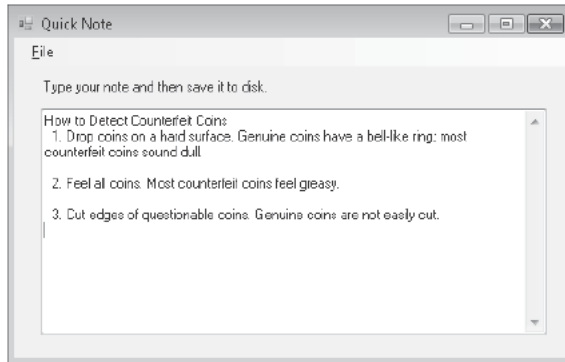 Quick Note
File
Type your note and then save it to disk.
How to Detect Counterfeit Coins
1. Drop coins on a hard surface. Genuine coins have a bell-like ring; most
counterfeit coins sound dull.
2. Feel all coins. Most counterfeit coins feel greasy.
3. Cut edges of questionable coins. Genuine coins are not easily cut.